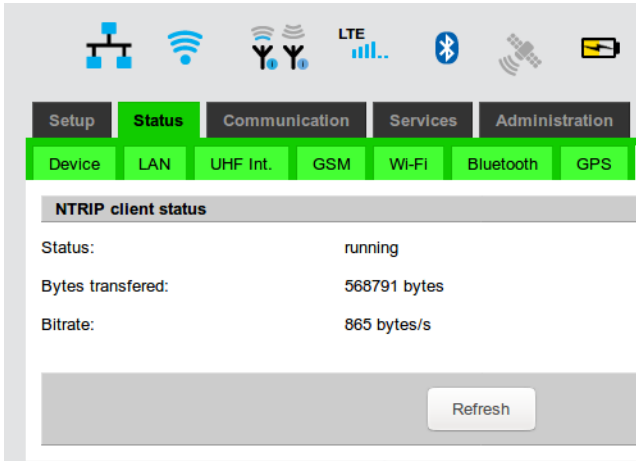 LTE
Setup Status Communication Services Administration
Device LAN UHF Int. GSM Wi-Fi Bluetooth GPS
NTRIP client status
Status: running
Bytes transfered: 568791 bytes
Bitrate: 865 bytes/s
Refresh